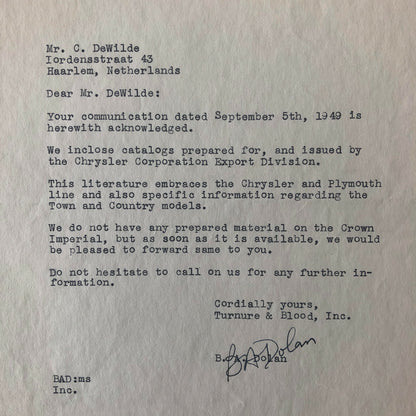 Mr. C. DeWilde
Iordensstraat 43
Haarlem, Netherlands
Dear Mr. DeWilde:
Your communication dated September 5th, 1949 is
herewith acknowledged.
We inclose catalogs prepared for, and issued by
the Chrysler Corporation Export Division.
This literature embraces the Chrysler and Plymouth
line and also specific information regarding the
Town and Country models.
We do not have any prepared material on the Crown
Imperial, but as soon as it is available, we would
be pleased to forward same to you.
Do not hesitate to call on us for any further in-
formation.
Cordially yours,
Turnure & Blood, Inc.
B A Dolan
B. A. Dolan
BAD:ms
Inc.